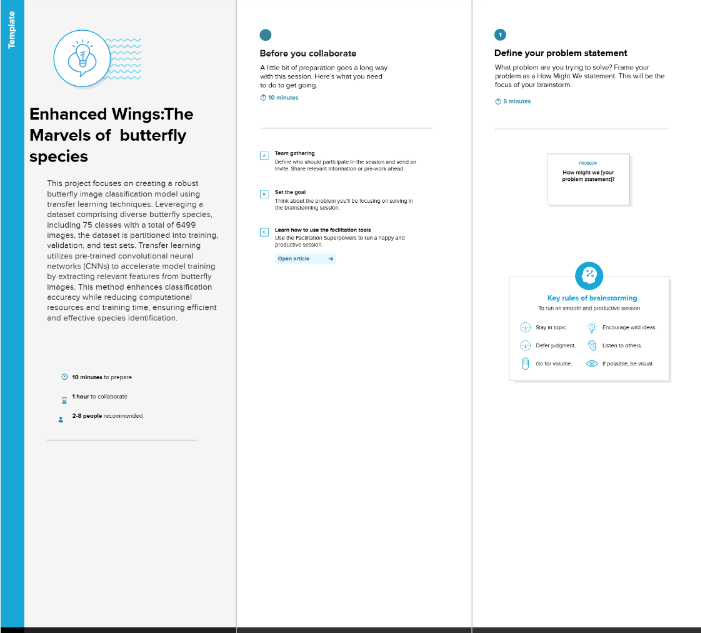 Template
Enhanced Wings:The
Marvels of butterfly
species
This project focuses on creating a robust
butterfly image classification model using
transfer learning techniques. Leveraging a
dataset comprising diverse butterfly species,
including 75 classes with a total of 6499
images, the dataset is partitioned into training,
validation, and test sets. Transfer learning
utilizes pre-trained convolutional neural
networks (CNNs) to accelerate model training
by extracting relevant features from butterfly
images. This method enhances classification
accuracy while reducing computational
resources and training time, ensuring efficient
and effective species identification.
10 minutes to prepare
1 hour to collaborate
2-8 people recommended
Before you collaborate
A little bit of preparation goes a long way
with this session. Here's what you need
to do to get going.
10 minutes
A
Team gathering
Define who should participate in the session and send an
invite. Share relevant information or pre-work ahead.
B
Set the goal
Think about the problem you'll be focusing on solving in
the brainstorming session.
C
Learn how to use the facilitation tools
Use the Facilitation Superpowers to run a happy and
productive session.
Open article →
1
Define your problem statement
What problem are you trying to solve? Frame your
problem as a How Might We statement. This will be the
focus of your brainstorm.
5 minutes
PROBLEM
How might we [your
problem statement]?
Key rules of brainstorming
To run an smooth and productive session
Stay in topic. Encourage wild ideas.
Defer judgment. Listen to others.
Go for volume. If possible, be visual.